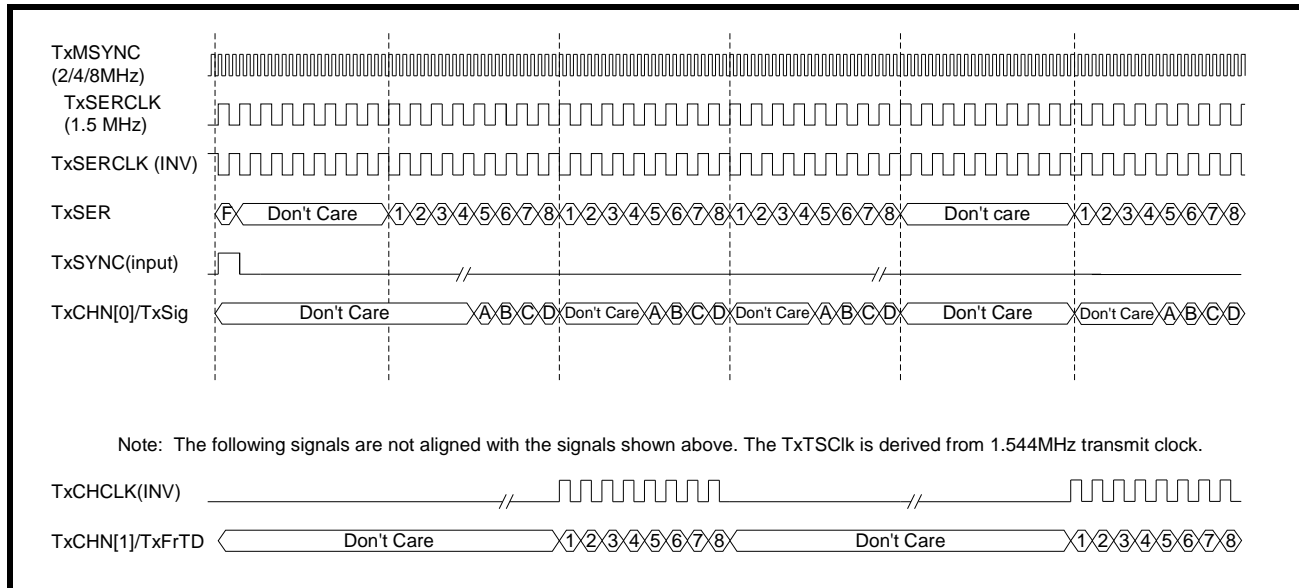 TxMSYNC
(2/4/8MHz)
TxSERCLK
(1.5 MHz)
TxSERCLK (INV)
TxSER F Don't Care 1 2 3 4 5 6 7 8 1 2 3 4 5 6 7 8 1 2 3 4 5 6 7 8 Don't care 1 2 3 4 5 6 7 8
TxSYNC(input)
TxCHN[0]/TxSig Don't Care A B C D Don't Care A B C D Don't Care A B C D Don't Care Don't Care A B C D
Note: The following signals are not aligned with the signals shown above. The TxTSClk is derived from 1.544MHz transmit clock.
TxCHCLK(INV)
TxCHN[1]/TxFrTD Don't Care 1 2 3 4 5 6 7 8 Don't Care 1 2 3 4 5 6 7 8